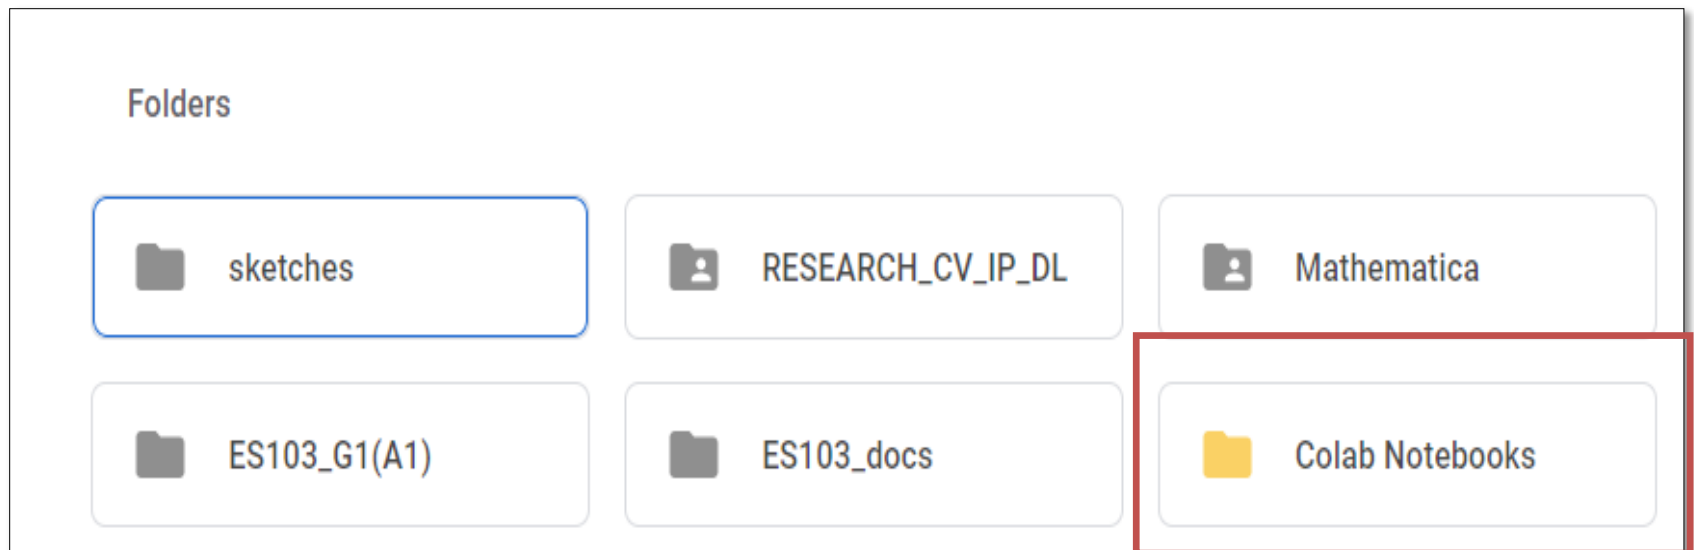 Folders
sketches
RESEARCH_CV_IP_DL
Mathematica
ES103_G1(A1)
ES103_docs
Colab Notebooks